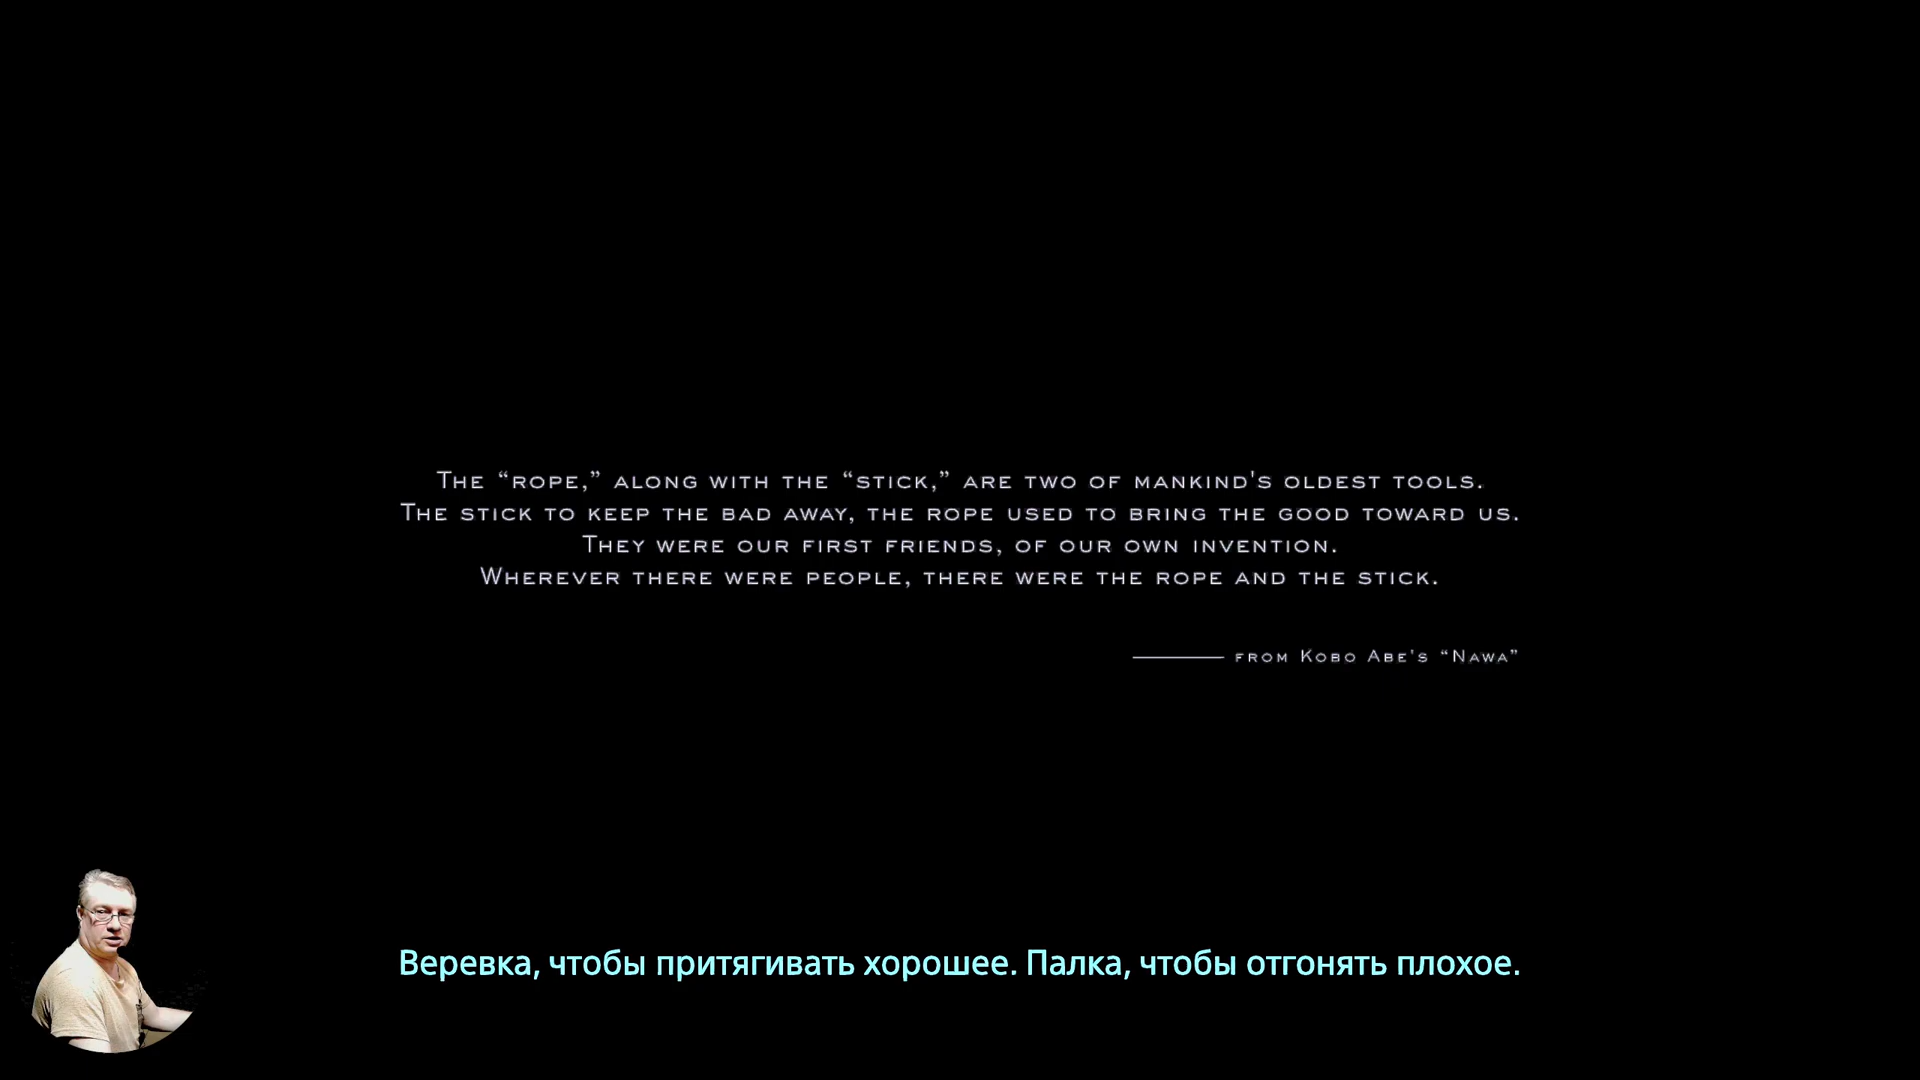 The “rope,” along with the “stick,” are two of mankind's oldest tools.
The stick to keep the bad away, the rope used to bring the good toward us.
They were our first friends, of our own invention.
Wherever there were people, there were the rope and the stick.
——— from Kobo Abe's “Nawa”
Веревка, чтобы притягивать хорошее. Палка, чтобы отгонять плохое.